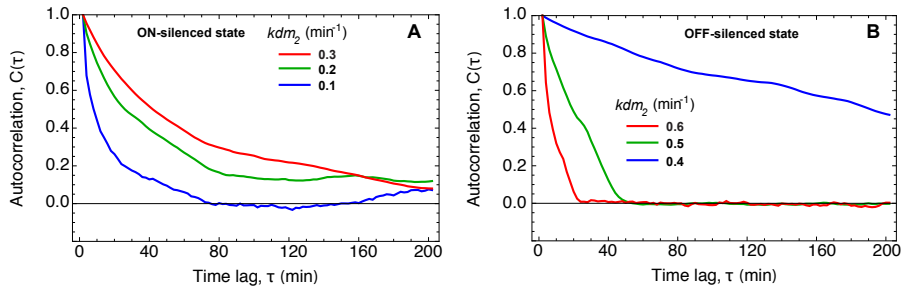 A
ON-silenced state
kdm₂ (min⁻¹)
0.3
0.2
0.1
Autocorrelation, C(τ)
1.0
0.8
0.6
0.4
0.2
0.0
0 40 80 120 160 200
Time lag, τ (min)
B
OFF-silenced state
kdm₂ (min⁻¹)
0.6
0.5
0.4
Autocorrelation, C(τ)
1.0
0.8
0.6
0.4
0.2
0.0
0 40 80 120 160 200
Time lag, τ (min)